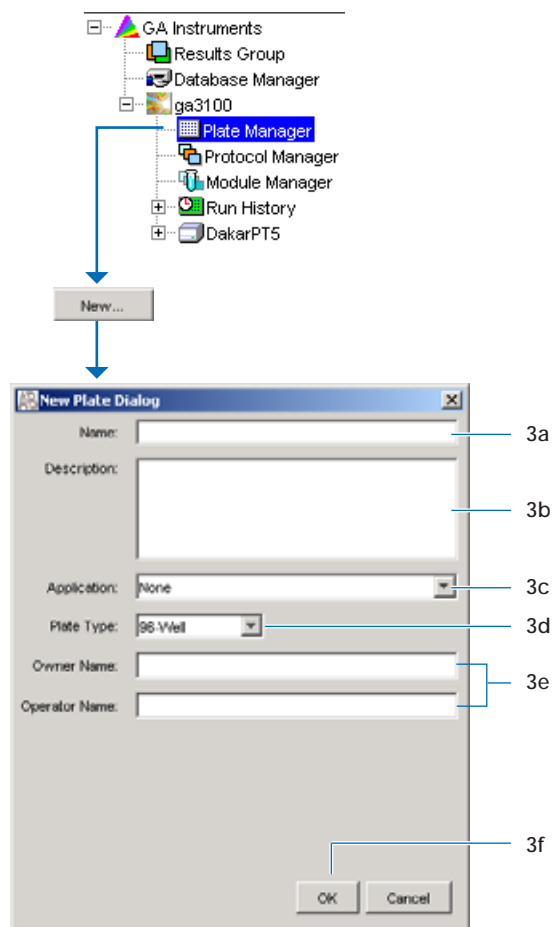 GA Instruments
Results Group
Database Manager
ga3100
Plate Manager
Protocol Manager
Module Manager
Run History
DakarPT5
New...
New Plate Dialog
Name:
3a
Description:
3b
Application:
None
3c
Plate Type:
96-Well
3d
Owner Name:
3e
Operator Name:
3f
OK
Cancel